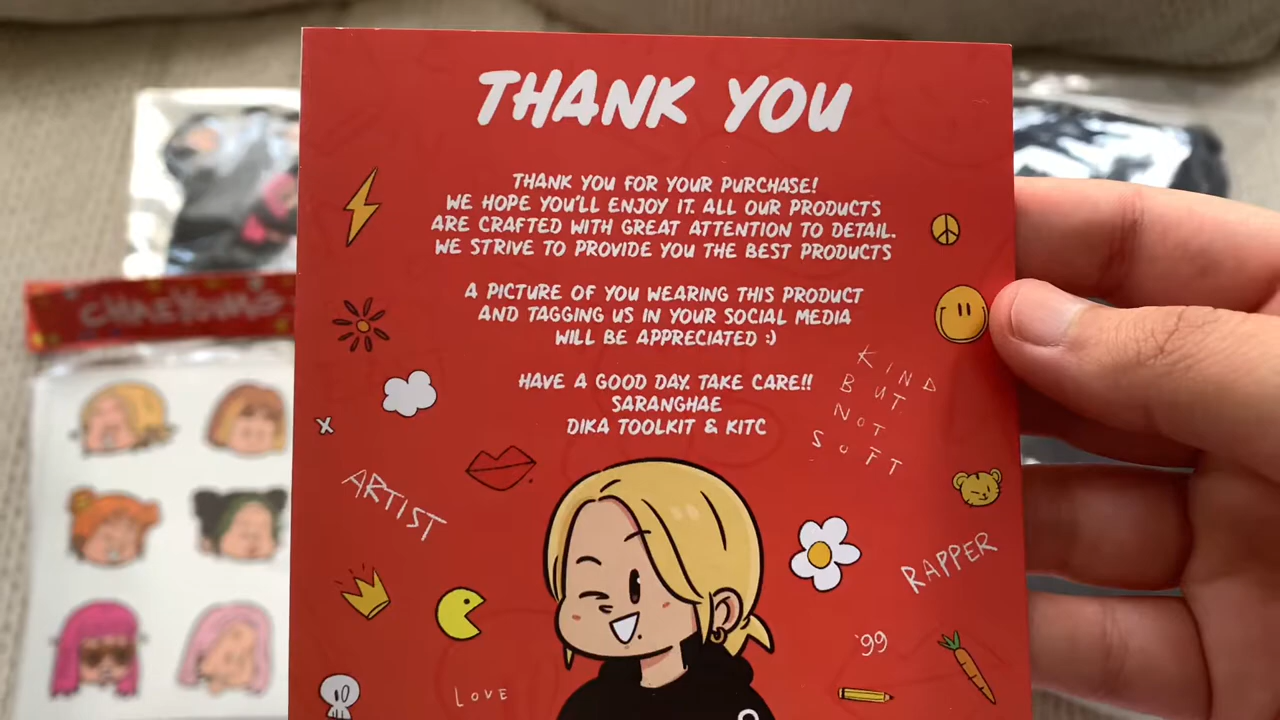 THANK YOU
THANK YOU FOR YOUR PURCHASE!
WE HOPE YOU'LL ENJOY IT. ALL OUR PRODUCTS
ARE CRAFTED WITH GREAT ATTENTION TO DETAIL.
WE STRIVE TO PROVIDE YOU THE BEST PRODUCTS
A PICTURE OF YOU WEARING THIS PRODUCT
AND TAGGING US IN YOUR SOCIAL MEDIA
WILL BE APPRECIATED :)
HAVE A GOOD DAY. TAKE CARE!!
SARANGHAE
DIKA TOOLKIT & KITC
KIND
BUT
NOT
SOFT
X
ARTIST
RAPPER
'99
LOVE
CHAEYOUNG